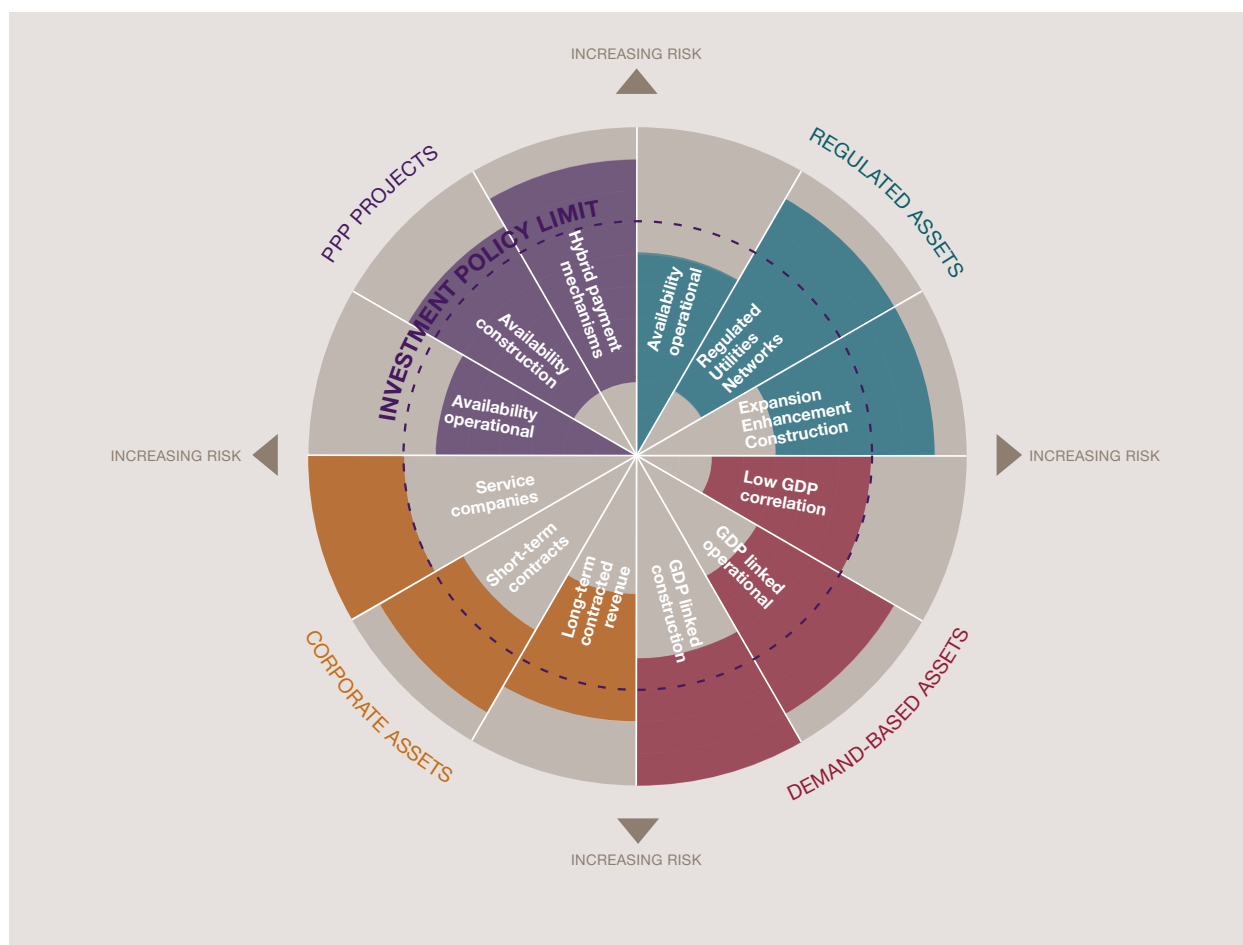 INCREASING RISK
PPP PROJECTS
REGULATED ASSETS
INVESTMENT POLICY LIMIT
Hybrid payment
mechanisms
Availability
operational
Availability
construction
Regulated
Utilities
Networks
Availability
operational
Expansion
Enhancement
Construction
INCREASING RISK
INCREASING RISK
Service
companies
Low GDP
correlation
Short-term
contracts
GDP linked
operational
Long-term
contracted
revenue
GDP linked
construction
CORPORATE ASSETS
DEMAND-BASED ASSETS
INCREASING RISK